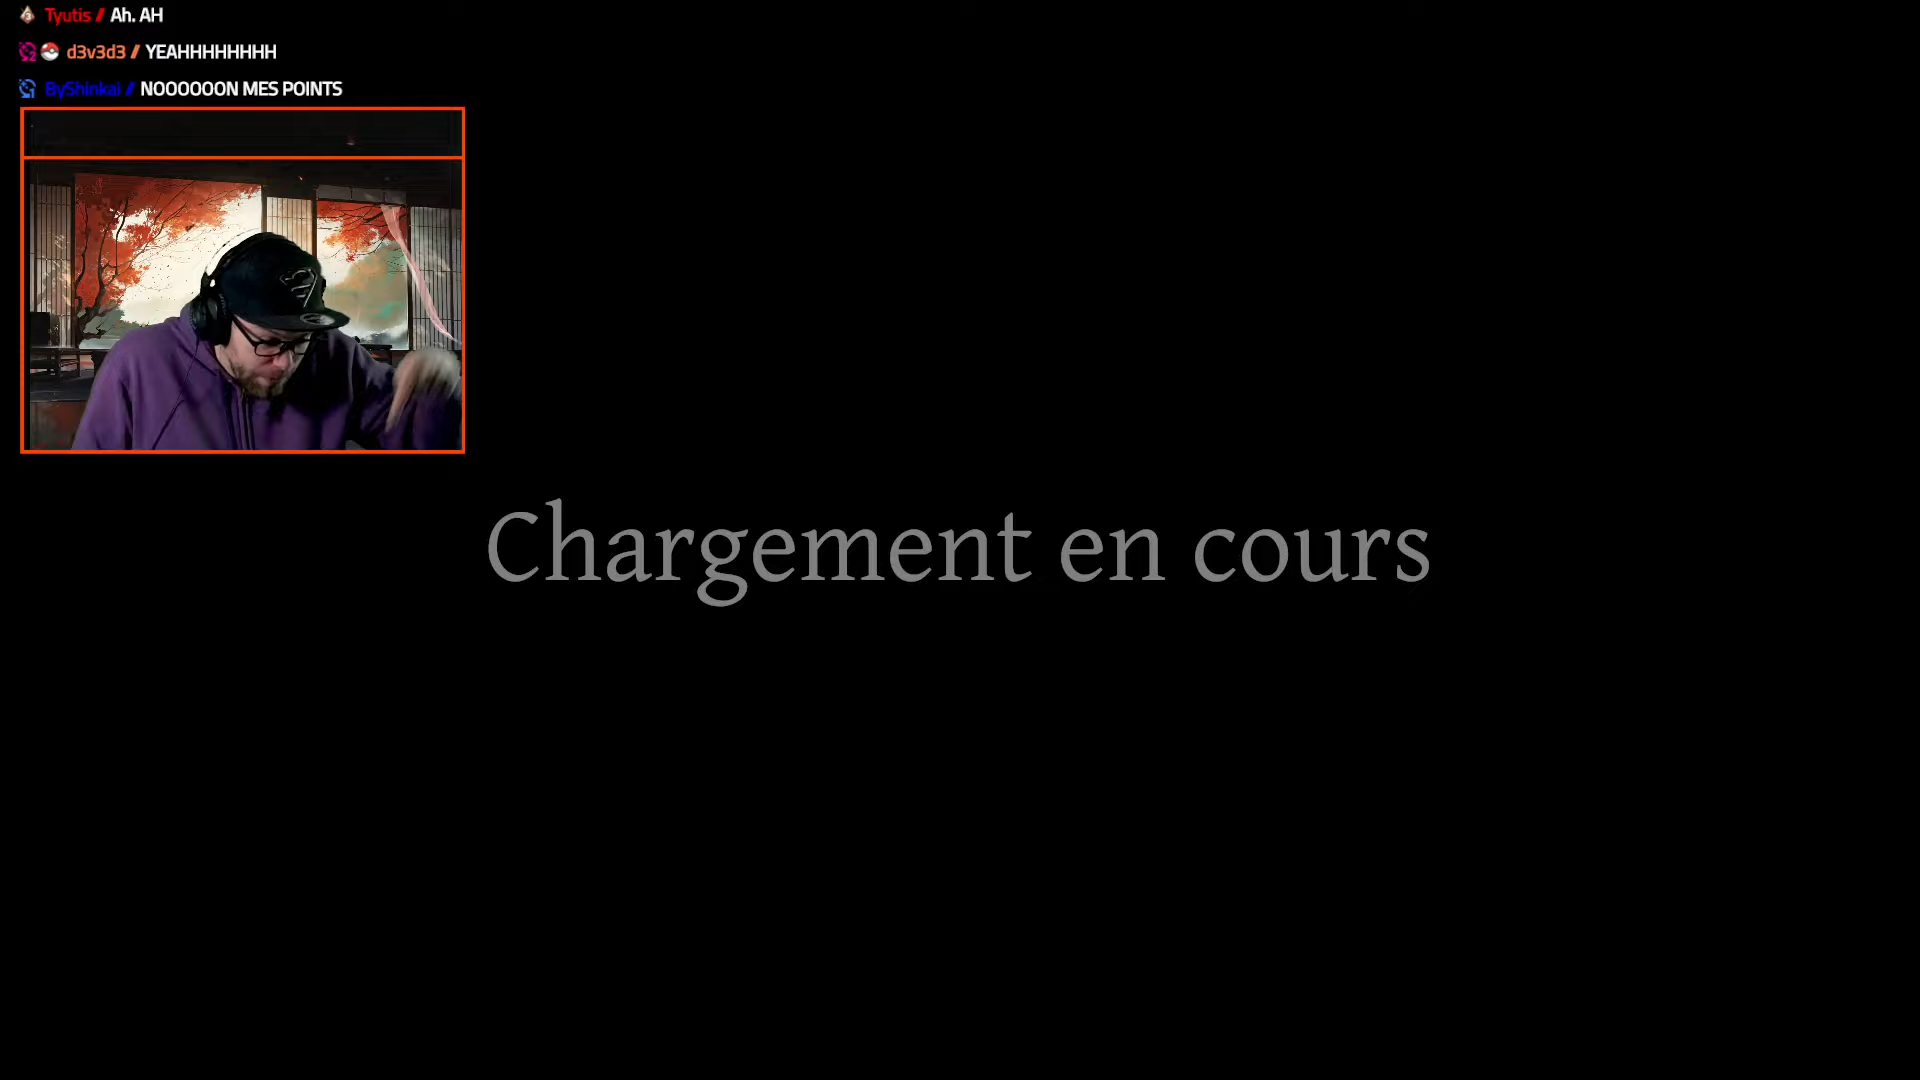 Tyutis // Ah. AH
d3v3d3 // YEAHHHHHHHH
ByShinkai // NOOOOOON MES POINTS
Chargement en cours